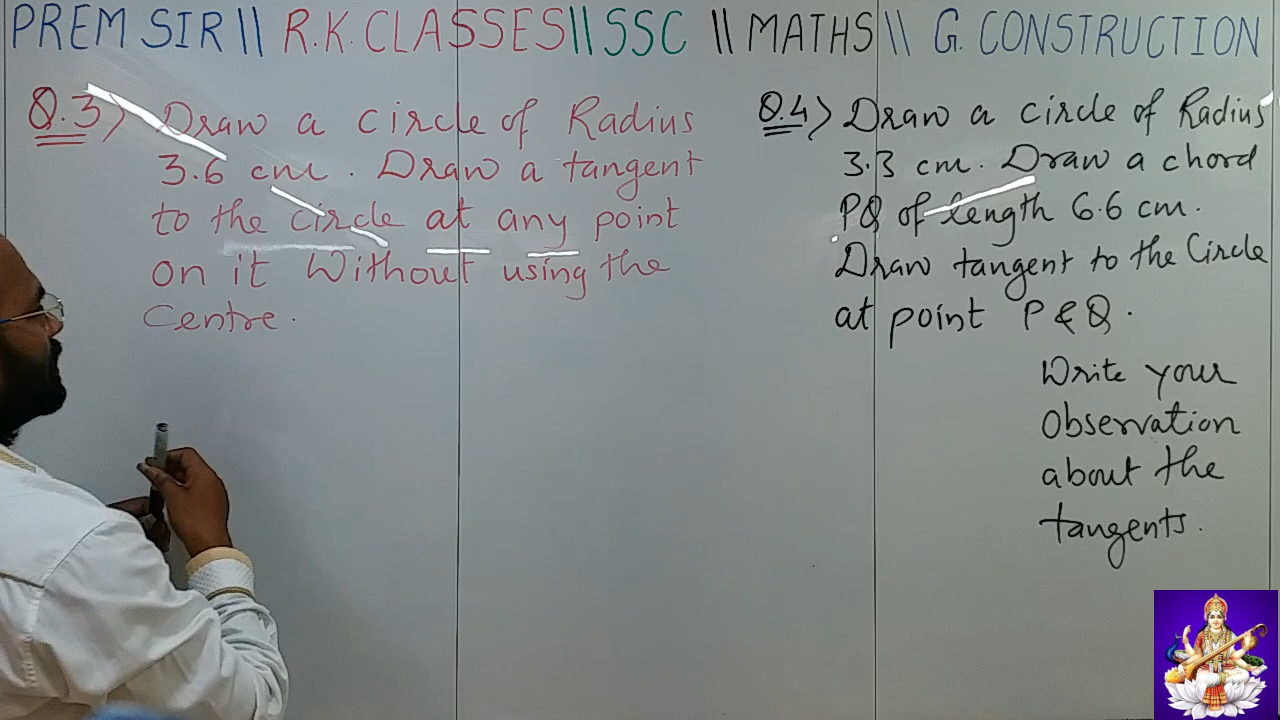 PREM SIR || R.K. CLASSES || SSC || MATHS || G. CONSTRUCTION
Q.3) Draw a circle of Radius
3.6 cm. Draw a tangent
to the circle at any point
on it Without using the
Centre.
Q.4) Draw a circle of Radius
3.3 cm. Draw a chord
PQ of length 6.6 cm.
Draw tangent to the Circle
at point P & Q.
Write your
Observation
about the
tangents.